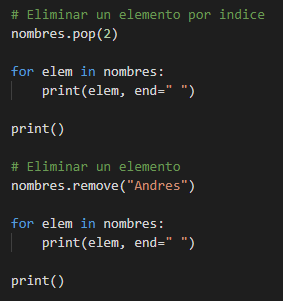 # Eliminar un elemento por indice
nombres.pop(2)
for elem in nombres:
    print(elem, end=" ")
print()
# Eliminar un elemento
nombres.remove("Andres")
for elem in nombres:
    print(elem, end=" ")
print()